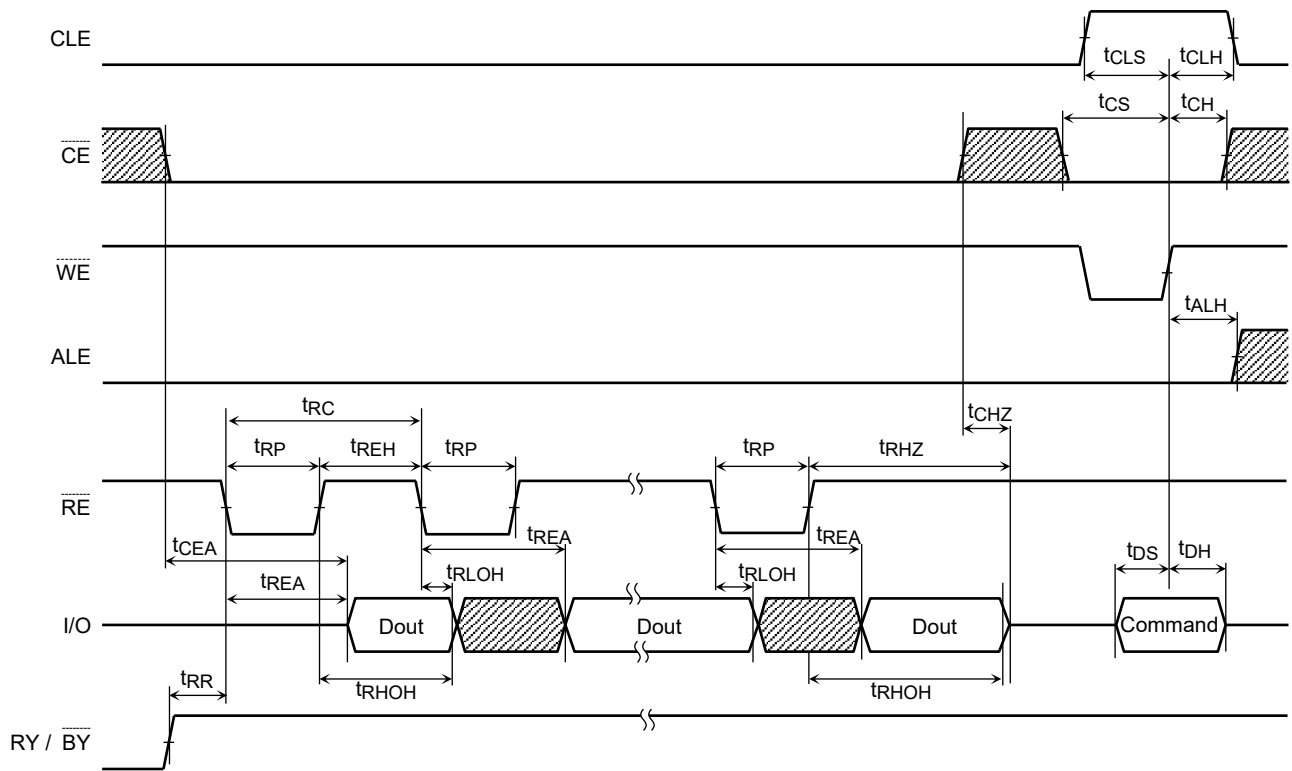 CLE
tCLS tCLH
tCS tCH
CE
WE
tALH
ALE
tRC tCHZ
tRP tREH tRP tRP tRHZ
RE
tCEA tREA tREA tDS tDH
tREA tRLOH tRLOH
I/O Dout Dout Dout Command
tRR tRHOH tRHOH
RY / BY